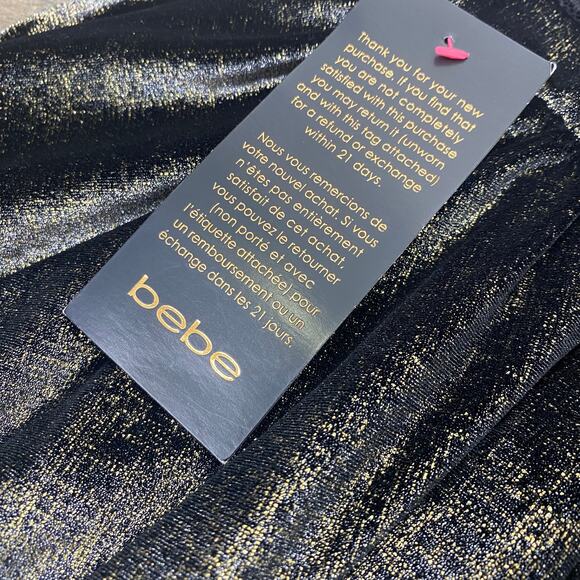 Thank you for your new
purchase. If you find that
you are not completely
satisfied with this purchase
you may return it (unworn
and with this tag attached)
for a refund or exchange
within 21 days.
Nous vous remercions de
votre nouvel achat. Si vous
n'êtes pas entièrement
satisfait de cet achat,
vous pouvez le retourner
(non porté et avec
l'étiquette attachée) pour
un remboursement ou un
échange dans les 21 jours.
bebe